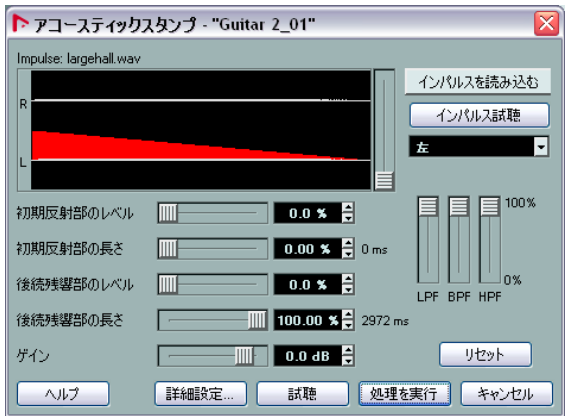 アコースティックスタンプ - "Guitar 2_01"
Impulse: largehall.wav
R
L
インパルスを読み込む
インパルス試聴
左
初期反射部のレベル 0.0 %
初期反射部の長さ 0.00 % 0 ms
後続残響部のレベル 0.0 %
後続残響部の長さ 100.00 % 2972 ms
ゲイン 0.0 dB
100%
0%
LPF BPF HPF
リセット
ヘルプ 詳細設定... 試聴 処理を実行 キャンセル